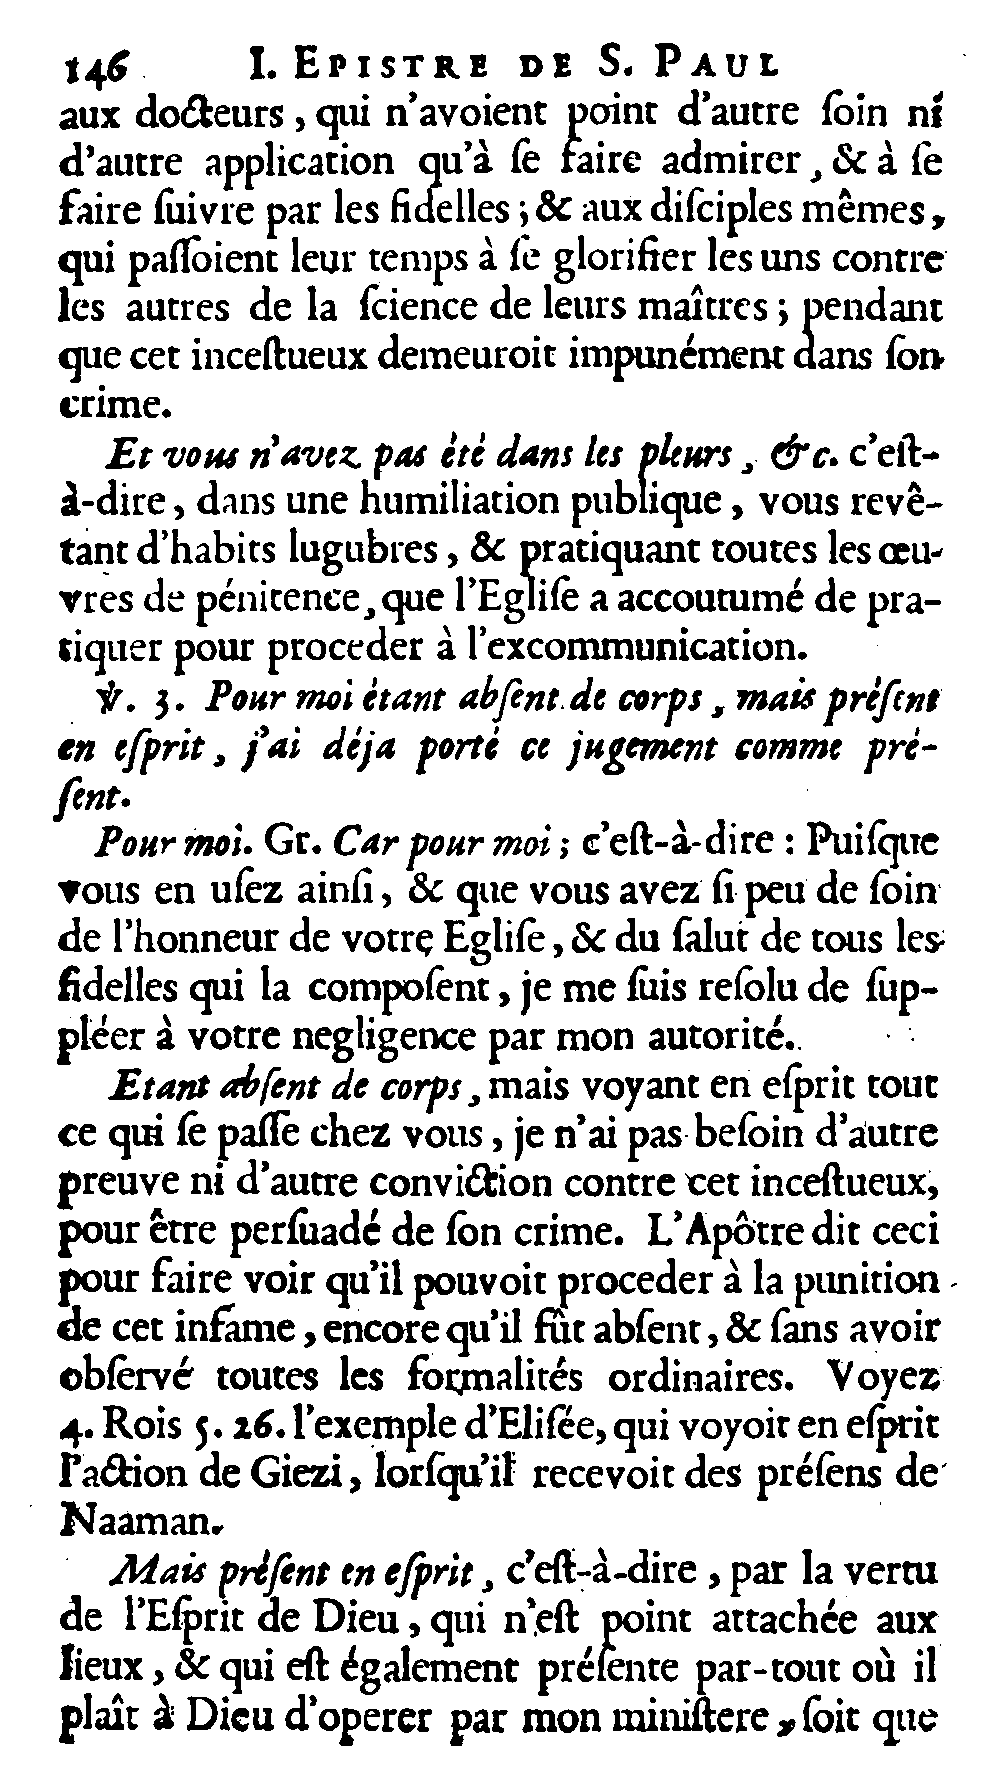 146 I. EPISTRE DE S. PAUL
aux docteurs, qui n'avoient point d'autre ſoin ni
d'autre application qu'à ſe faire admirer, & à ſe
faire ſuivre par les fidelles; & aux diſciples mêmes,
qui paſſoient leur temps à ſe glorifier les uns contre
les autres de la ſcience de leurs maîtres; pendant
que cet inceſtueux demeuroit impunément dans ſon
crime.
Et vous n'avez pas été dans les pleurs, &c. c'eſt-
à-dire, dans une humiliation publique, vous revê-
tant d'habits lugubres, & pratiquant toutes les œu-
vres de pénitence, que l'Egliſe a accoutumé de pra-
tiquer pour proceder à l'excommunication.
℣. 3. Pour moi étant abſent de corps, mais préſent
en eſprit, j'ai déja porté ce jugement comme pré-
ſent.
Pour moi. Gr. Car pour moi; c'eſt-à-dire: Puiſque
vous en uſez ainſi, & que vous avez ſi peu de ſoin
de l'honneur de votre Egliſe, & du ſalut de tous les
fidelles qui la compoſent, je me ſuis reſolu de ſup-
pléer à votre negligence par mon autorité.
Etant abſent de corps, mais voyant en eſprit tout
ce qui ſe paſſe chez vous, je n'ai pas beſoin d'autre
preuve ni d'autre conviction contre cet inceſtueux,
pour être perſuadé de ſon crime. L'Apôtre dit ceci
pour faire voir qu'il pouvoit proceder à la punition
de cet infame, encore qu'il fût abſent, & ſans avoir
obſervé toutes les formalités ordinaires. Voyez
4. Rois 5. 26. l'exemple d'Eliſée, qui voyoit en eſprit
l'action de Giezi, lorſqu'il recevoit des préſens de
Naaman.
Mais préſent en eſprit, c'eſt-à-dire, par la vertu
de l'Eſprit de Dieu, qui n'eſt point attachée aux
lieux, & qui eſt également préſente par-tout où il
plaît à Dieu d'operer par mon miniſtere, ſoit que